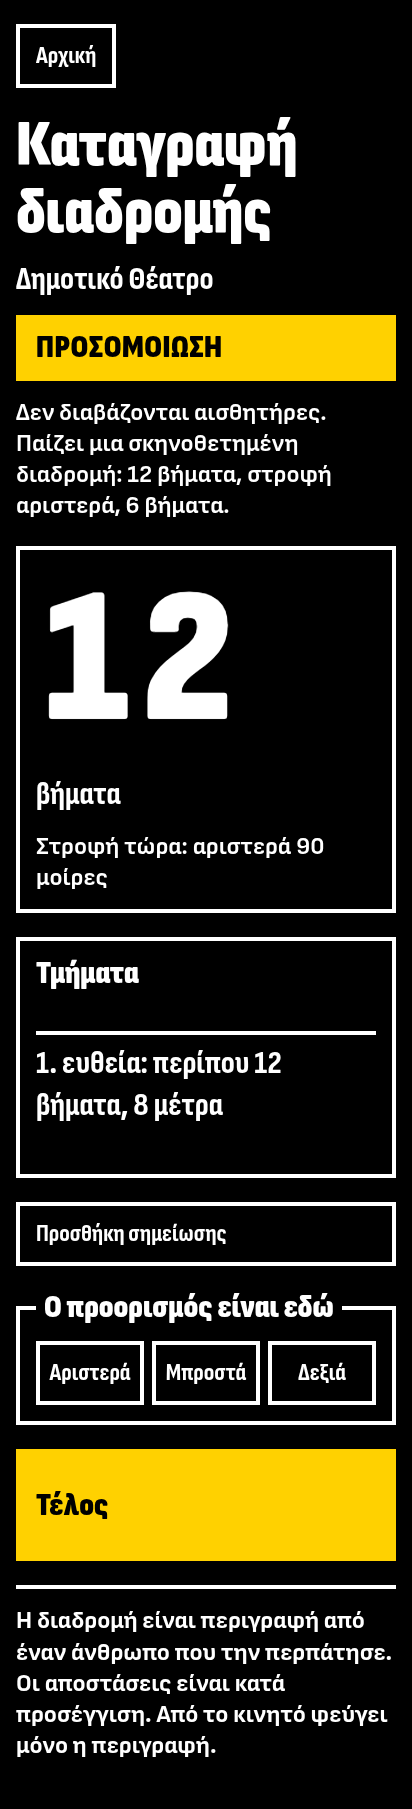 Αρχική
Καταγραφή
διαδρομής
Δημοτικό Θέατρο
ΠΡΟΣΟΜΟΙΩΣΗ
Δεν διαβάζονται αισθητήρες.
Παίζει μια σκηνοθετημένη
διαδρομή: 12 βήματα, στροφή
αριστερά, 6 βήματα.
12
βήματα
Στροφή τώρα: αριστερά 90
μοίρες
Τμήματα
1. ευθεία: περίπου 12
βήματα, 8 μέτρα
Προσθήκη σημείωσης
Ο προορισμός είναι εδώ
Αριστερά Μπροστά Δεξιά
Τέλος
Η διαδρομή είναι περιγραφή από
έναν άνθρωπο που την περπάτησε.
Οι αποστάσεις είναι κατά
προσέγγιση. Από το κινητό φεύγει
μόνο η περιγραφή.